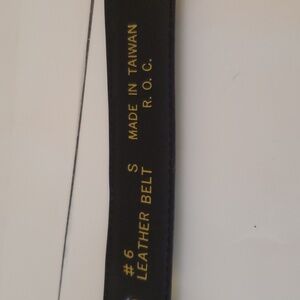 #6 S MADE IN TAIWAN
LEATHER BELT R. O. C.